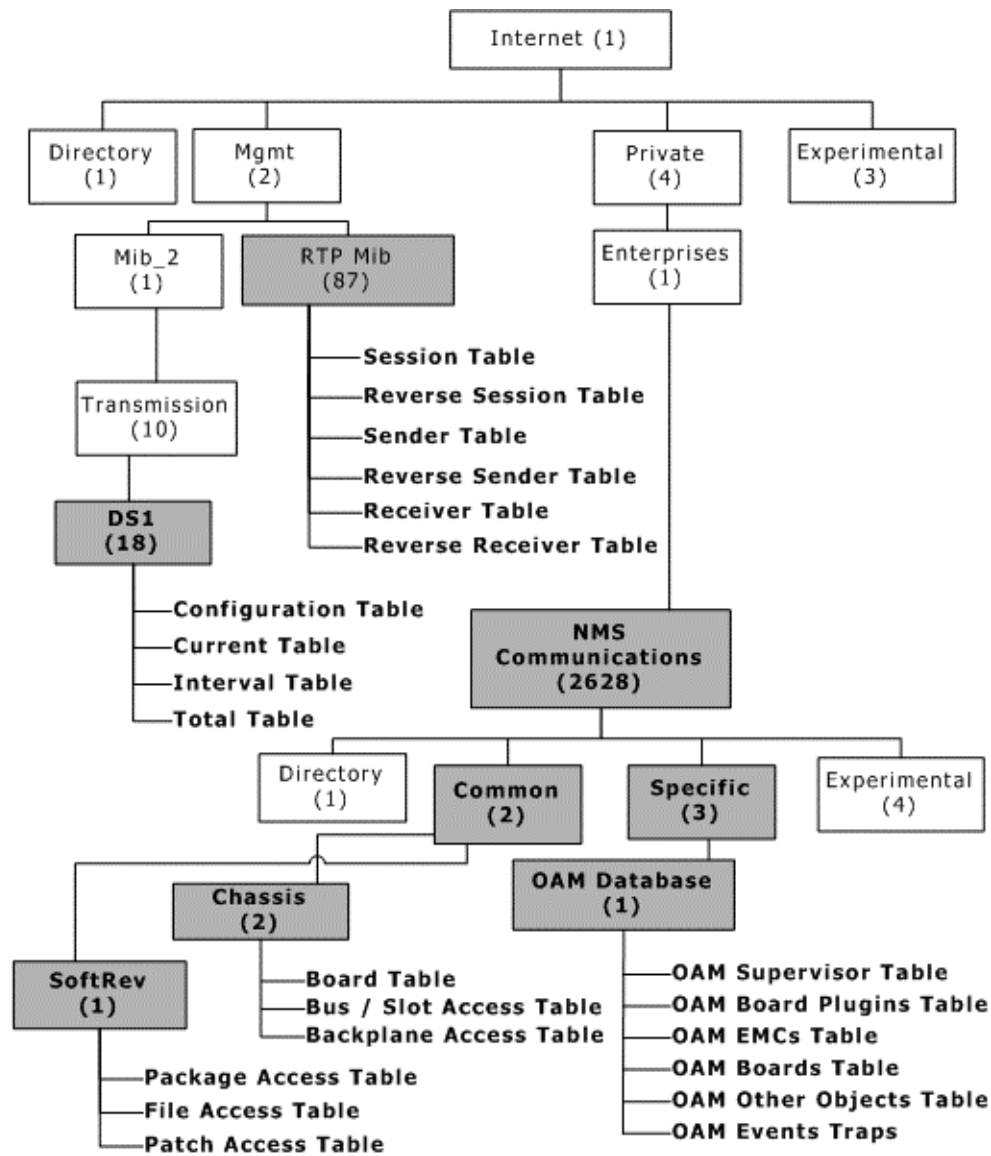 Internet (1)
Directory
(1)
Mgmt
(2)
Private
(4)
Experimental
(3)
Mib_2
(1)
RTP Mib
(87)
Enterprises
(1)
Session Table
Reverse Session Table
Sender Table
Reverse Sender Table
Receiver Table
Reverse Receiver Table
Transmission
(10)
DS1
(18)
Configuration Table
Current Table
Interval Table
Total Table
NMS
Communications
(2628)
Directory
(1)
Common
(2)
Specific
(3)
Experimental
(4)
Chassis
(2)
OAM Database
(1)
SoftRev
(1)
Board Table
Bus / Slot Access Table
Backplane Access Table
OAM Supervisor Table
OAM Board Plugins Table
OAM EMCs Table
OAM Boards Table
OAM Other Objects Table
OAM Events Traps
Package Access Table
File Access Table
Patch Access Table